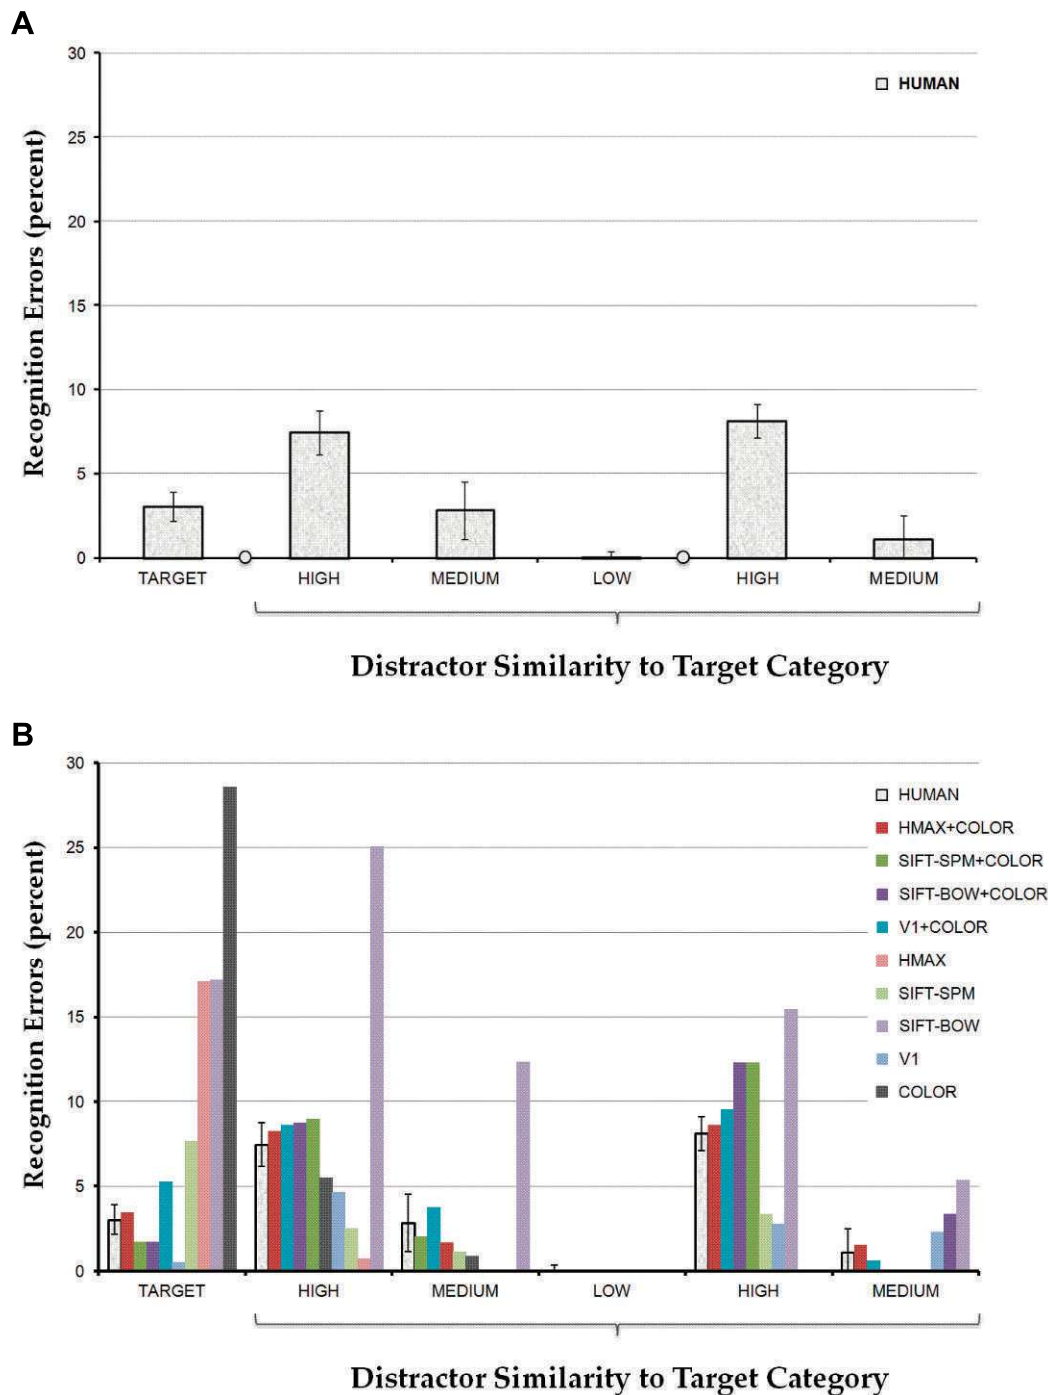 A
30
25
20
15
10
5
0
Recognition Errors (percent)
HUMAN
TARGET HIGH MEDIUM LOW HIGH MEDIUM
Distractor Similarity to Target Category
B
30
25
20
15
10
5
0
Recognition Errors (percent)
HUMAN
HMAX+COLOR
SIFT-SPM+COLOR
SIFT-BOW+COLOR
V1+COLOR
HMAX
SIFT-SPM
SIFT-BOW
V1
COLOR
TARGET HIGH MEDIUM LOW HIGH MEDIUM
Distractor Similarity to Target Category